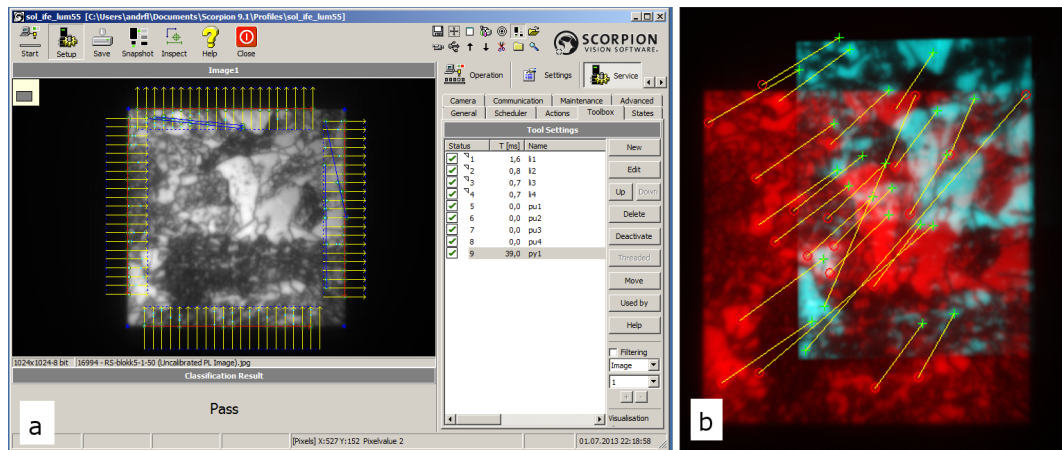 sol_ife_lum55 [C:\Users\andrfl\Documents\Scorpion 9.1\Profiles\sol_ife_lum55]
Start Setup Save Snapshot Inspect Help Close
SCORPION
VISION SOFTWARE®
Image1
Operation Settings Service
Camera Communication Maintenance Advanced
General Scheduler Actions Toolbox States
Tool Settings
Status T [ms] Name
1 1,6 li1
2 0,8 li2
3 0,7 li3
4 0,7 li4
5 0,0 pu1
6 0,0 pu2
7 0,0 pu3
8 0,0 pu4
9 39,0 py1
New
Edit
Up Down
Delete
Deactivate
Threaded
Move
Used by
Help
Filtering
Image
1
+ -
Visualisation
1024x1024-8 bit 16994 - RS-blokk5-1-50 (Uncalibrated PL Image).jpg
Classification Result
Pass
[Pixels] X:527 Y:152 Pixelvalue 2
01.07.2013 22:18:58
a
b